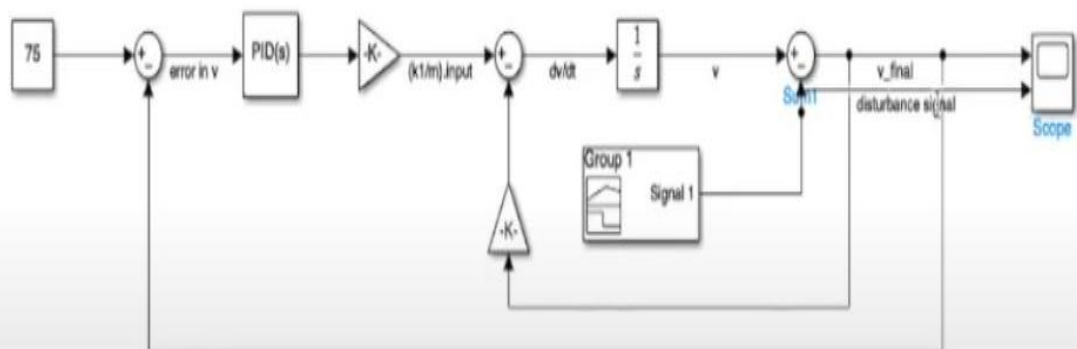 75
+
−
error in v
PID(s)
-K-
(k1/m).input
+
−
dv/dt
1
s
v
+
−
Sum1
v_final
disturbance signal
Scope
Group 1
Signal 1
-K-